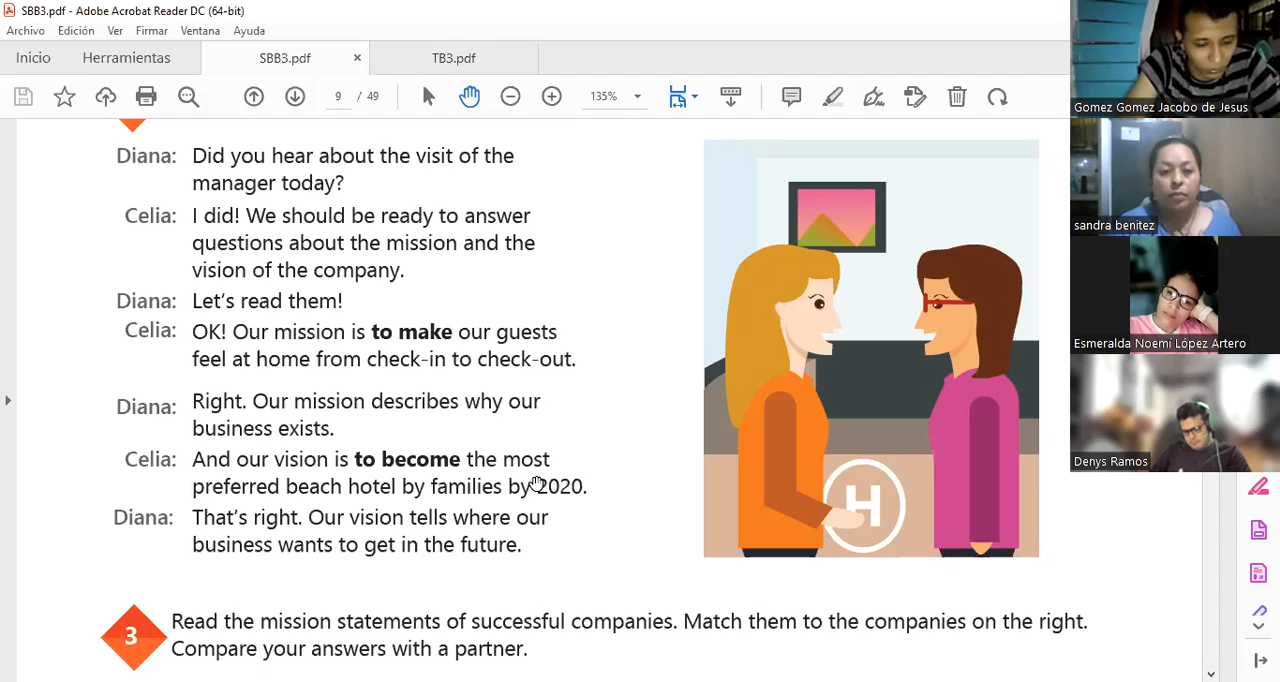 SBB3.pdf - Adobe Acrobat Reader DC (64-bit)
Archivo Edición Ver Firmar Ventana Ayuda
Inicio Herramientas SBB3.pdf × TB3.pdf
9 / 49 135%
Diana: Did you hear about the visit of the
manager today?
Celia: I did! We should be ready to answer
questions about the mission and the
vision of the company.
Diana: Let's read them!
Celia: OK! Our mission is to make our guests
feel at home from check-in to check-out.
Diana: Right. Our mission describes why our
business exists.
Celia: And our vision is to become the most
preferred beach hotel by families by 2020.
Diana: That's right. Our vision tells where our
business wants to get in the future.
H
3 Read the mission statements of successful companies. Match them to the companies on the right.
Compare your answers with a partner.
Gomez Gomez Jacobo de Jesus
sandra benitez
Esmeralda Noemí López Artero
Denys Ramos